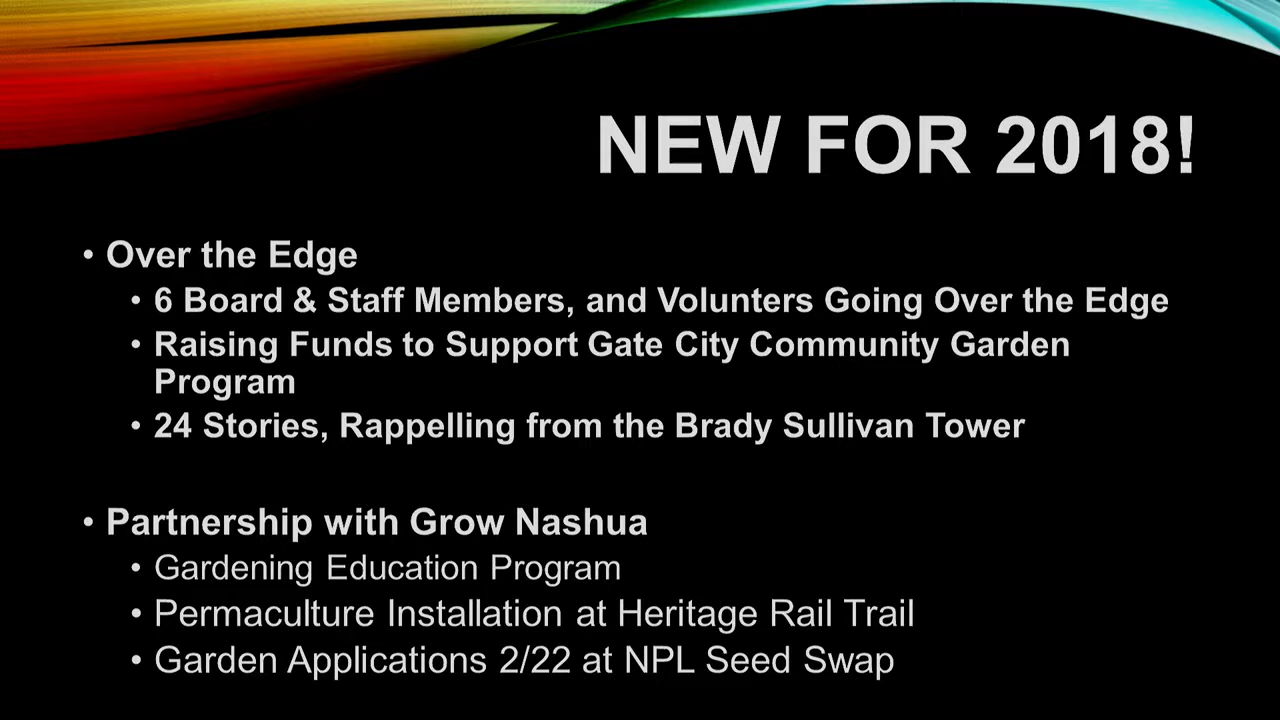 NEW FOR 2018!
• Over the Edge
• 6 Board & Staff Members, and Volunters Going Over the Edge
• Raising Funds to Support Gate City Community Garden
Program
• 24 Stories, Rappelling from the Brady Sullivan Tower
• Partnership with Grow Nashua
• Gardening Education Program
• Permaculture Installation at Heritage Rail Trail
• Garden Applications 2/22 at NPL Seed Swap